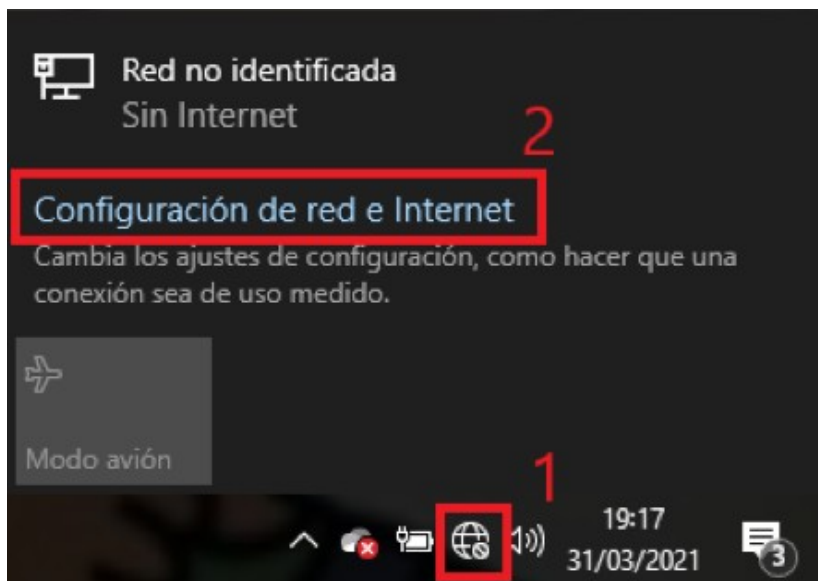 Red no identificada
Sin Internet
2
Configuración de red e Internet
Cambia los ajustes de configuración, como hacer que una
conexión sea de uso medido.
Modo avión
1
19:17
31/03/2021
3